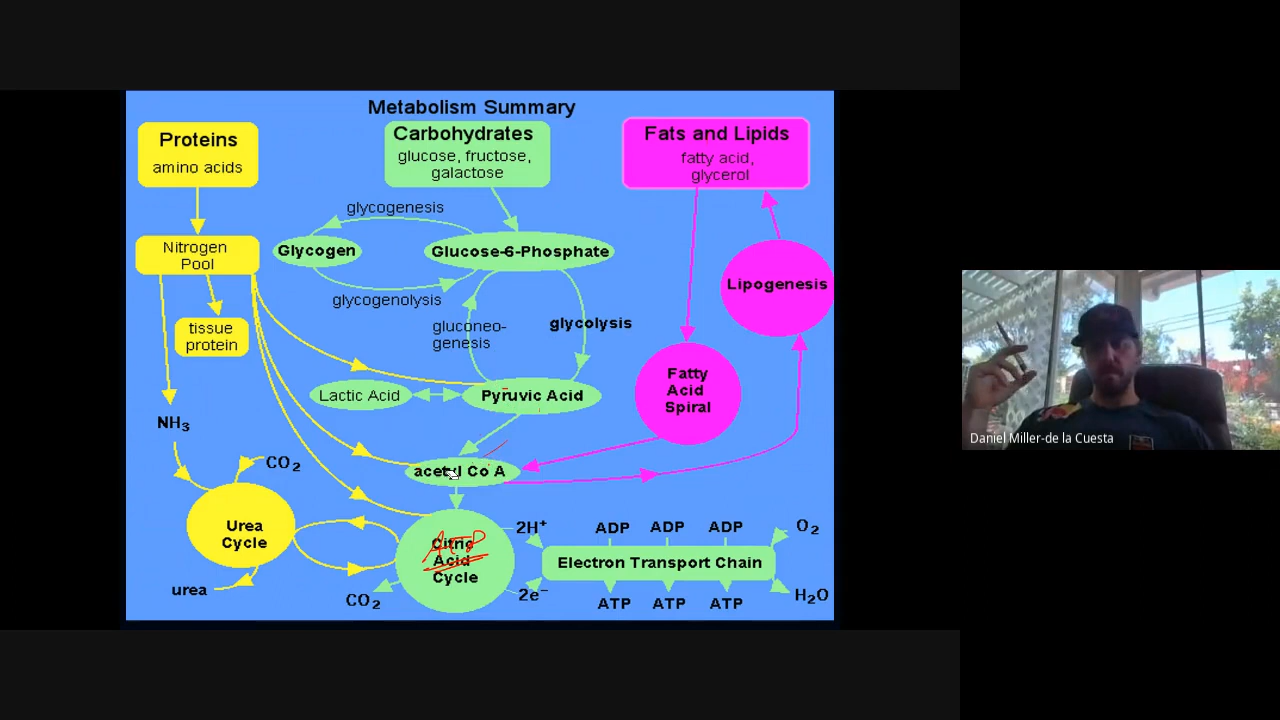 Metabolism Summary
Proteins
amino acids
Carbohydrates
glucose, fructose,
galactose
Fats and Lipids
fatty acid,
glycerol
glycogenesis
Nitrogen
Pool
Glycogen
Glucose-6-Phosphate
Lipogenesis
glycogenolysis
tissue
protein
gluconeo-
genesis
glycolysis
Fatty
Acid
Spiral
Lactic Acid
Pyruvic Acid
NH3
CO2
acetyl Co A
Urea
Cycle
urea
ATP
Citric
Acid
Cycle
CO2
2H+
2e-
ADP ADP ADP
O2
Electron Transport Chain
ATP ATP ATP
H2O
Daniel Miller-de la Cuesta